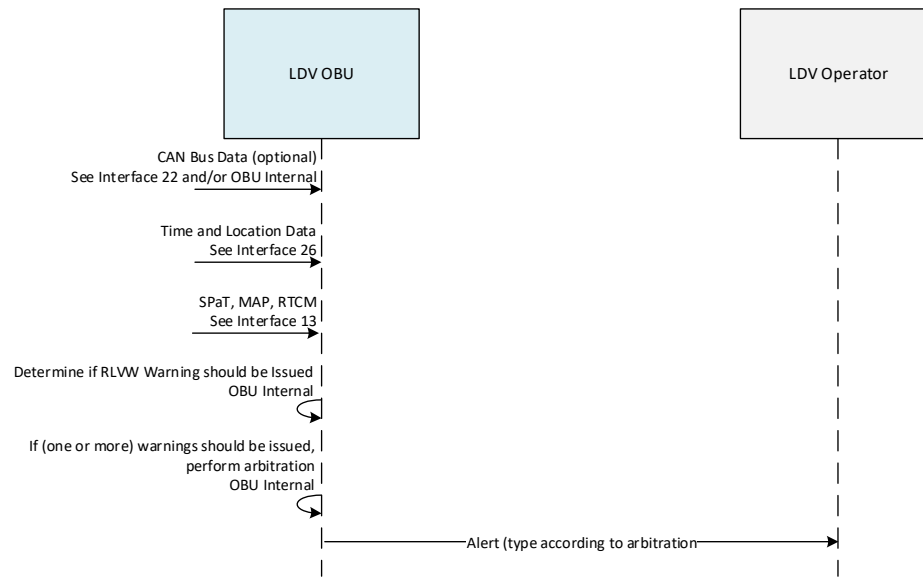 LDV OBU
LDV Operator
CAN Bus Data (optional)
See Interface 22 and/or OBU Internal
Time and Location Data
See Interface 26
SPaT, MAP, RTCM
See Interface 13
Determine if RLVW Warning should be Issued
OBU Internal
If (one or more) warnings should be issued,
perform arbitration
OBU Internal
Alert (type according to arbitration